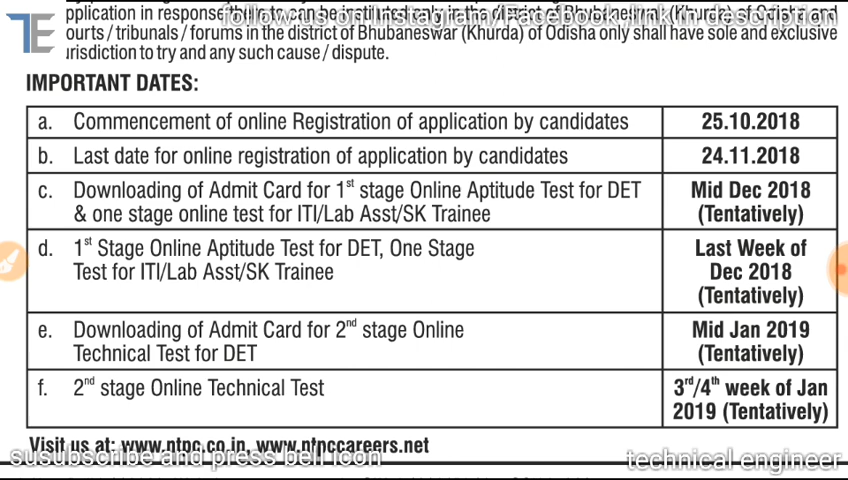 follow us on Instagram/Facebook link in description
pplication in response
can be instituted only in the district of Bhubaneswar (Khurda) of Odisha and
TE
ourts / tribunals / forums in the district of Bhubaneswar (Khurda) of Odisha only shall have sole and exclusive
urisdiction to try and any such cause / dispute.
IMPORTANT DATES:
a. Commencement of online Registration of application by candidates 25.10.2018
b. Last date for online registration of application by candidates 24.11.2018
c. Downloading of Admit Card for 1st stage Online Aptitude Test for DET Mid Dec 2018
& one stage online test for ITI/Lab Asst/SK Trainee (Tentatively)
d. 1st Stage Online Aptitude Test for DET, One Stage Last Week of
Test for ITI/Lab Asst/SK Trainee Dec 2018
(Tentatively)
e. Downloading of Admit Card for 2nd stage Online Mid Jan 2019
Technical Test for DET (Tentatively)
f. 2nd stage Online Technical Test 3rd/4th week of Jan
2019 (Tentatively)
Visit us at: www.ntpc.co.in, www.ntpccareers.net
susubscribe and press bell icon technical engineer